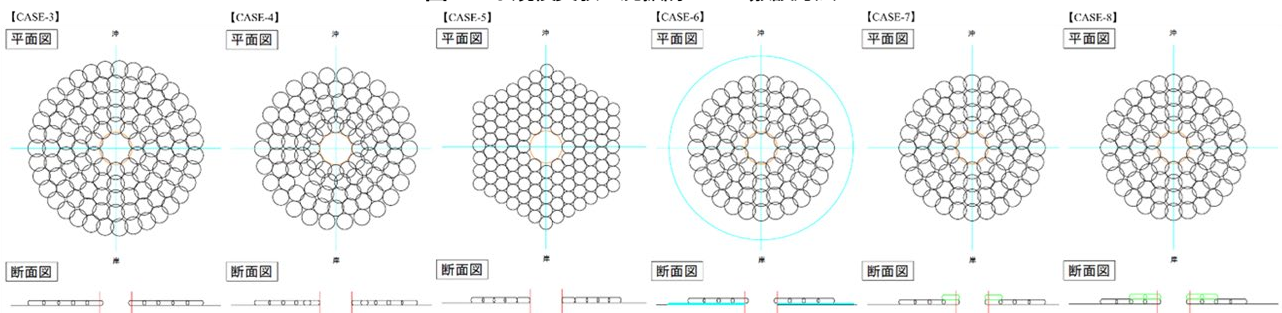 【CASE-3】
【CASE-4】
【CASE-5】
【CASE-6】
【CASE-7】
【CASE-8】
平面図
平面図
平面図
平面図
平面図
平面図
沖
沖
沖
沖
沖
沖
岸
岸
岸
岸
岸
岸
断面図
断面図
断面図
断面図
断面図
断面図